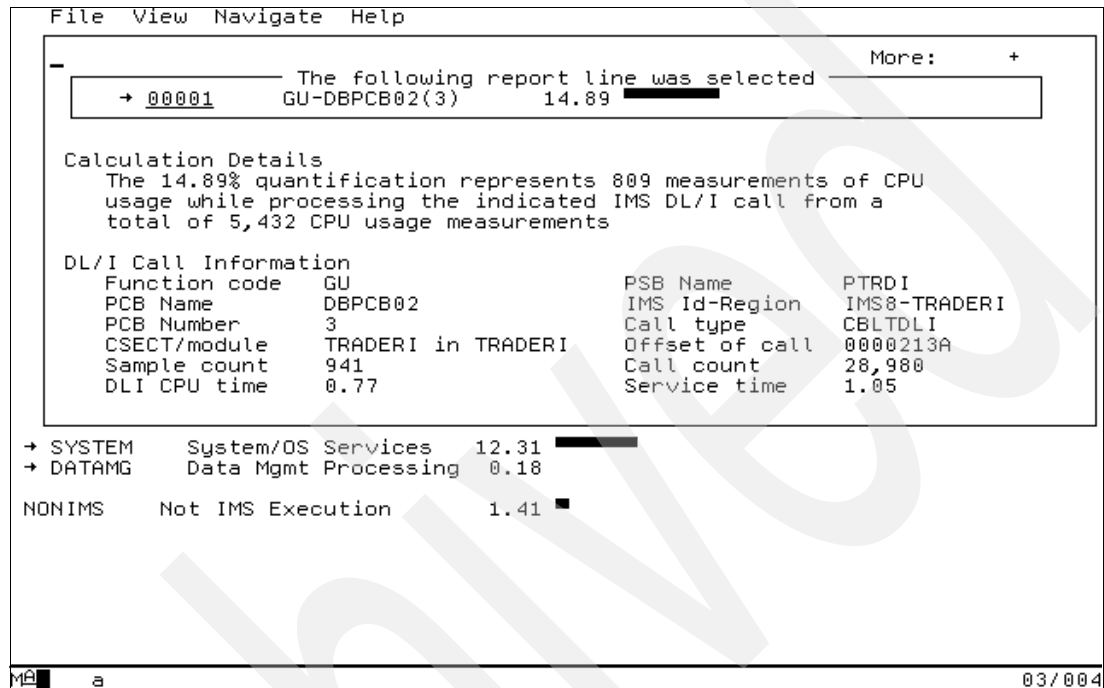 File View Navigate Help
More: +
The following report line was selected
→ 00001 GU-DBPCB02(3) 14.89
Calculation Details
The 14.89% quantification represents 809 measurements of CPU
usage while processing the indicated IMS DL/I call from a
total of 5,432 CPU usage measurements
DL/I Call Information
Function code GU PSB Name PTRDI
PCB Name DBPCB02 IMS Id-Region IMS8-TRADERI
PCB Number 3 Call type CBLTDLI
CSECT/module TRADERI in TRADERI Offset of call 0000213A
Sample count 941 Call count 28,980
DLI CPU time 0.77 Service time 1.05
→ SYSTEM System/OS Services 12.31
→ DATAMG Data Mgmt Processing 0.18
NONIMS Not IMS Execution 1.41
MA a 03/004